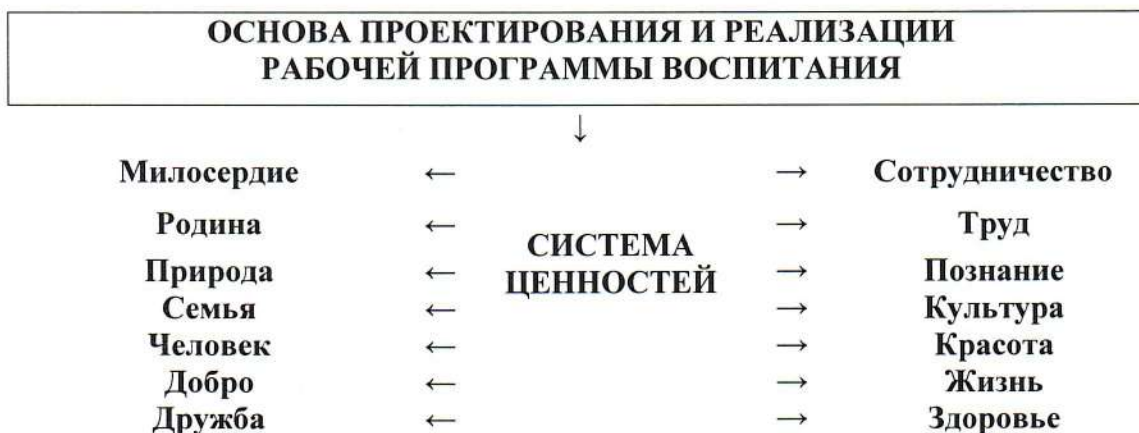 ОСНОВА ПРОЕКТИРОВАНИЯ И РЕАЛИЗАЦИИ
РАБОЧЕЙ ПРОГРАММЫ ВОСПИТАНИЯ
↓
Милосердие ← → Сотрудничество
Родина ← → Труд
СИСТЕМА
ЦЕННОСТЕЙ
Природа ← → Познание
Семья ← → Культура
Человек ← → Красота
Добро ← → Жизнь
Дружба ← → Здоровье